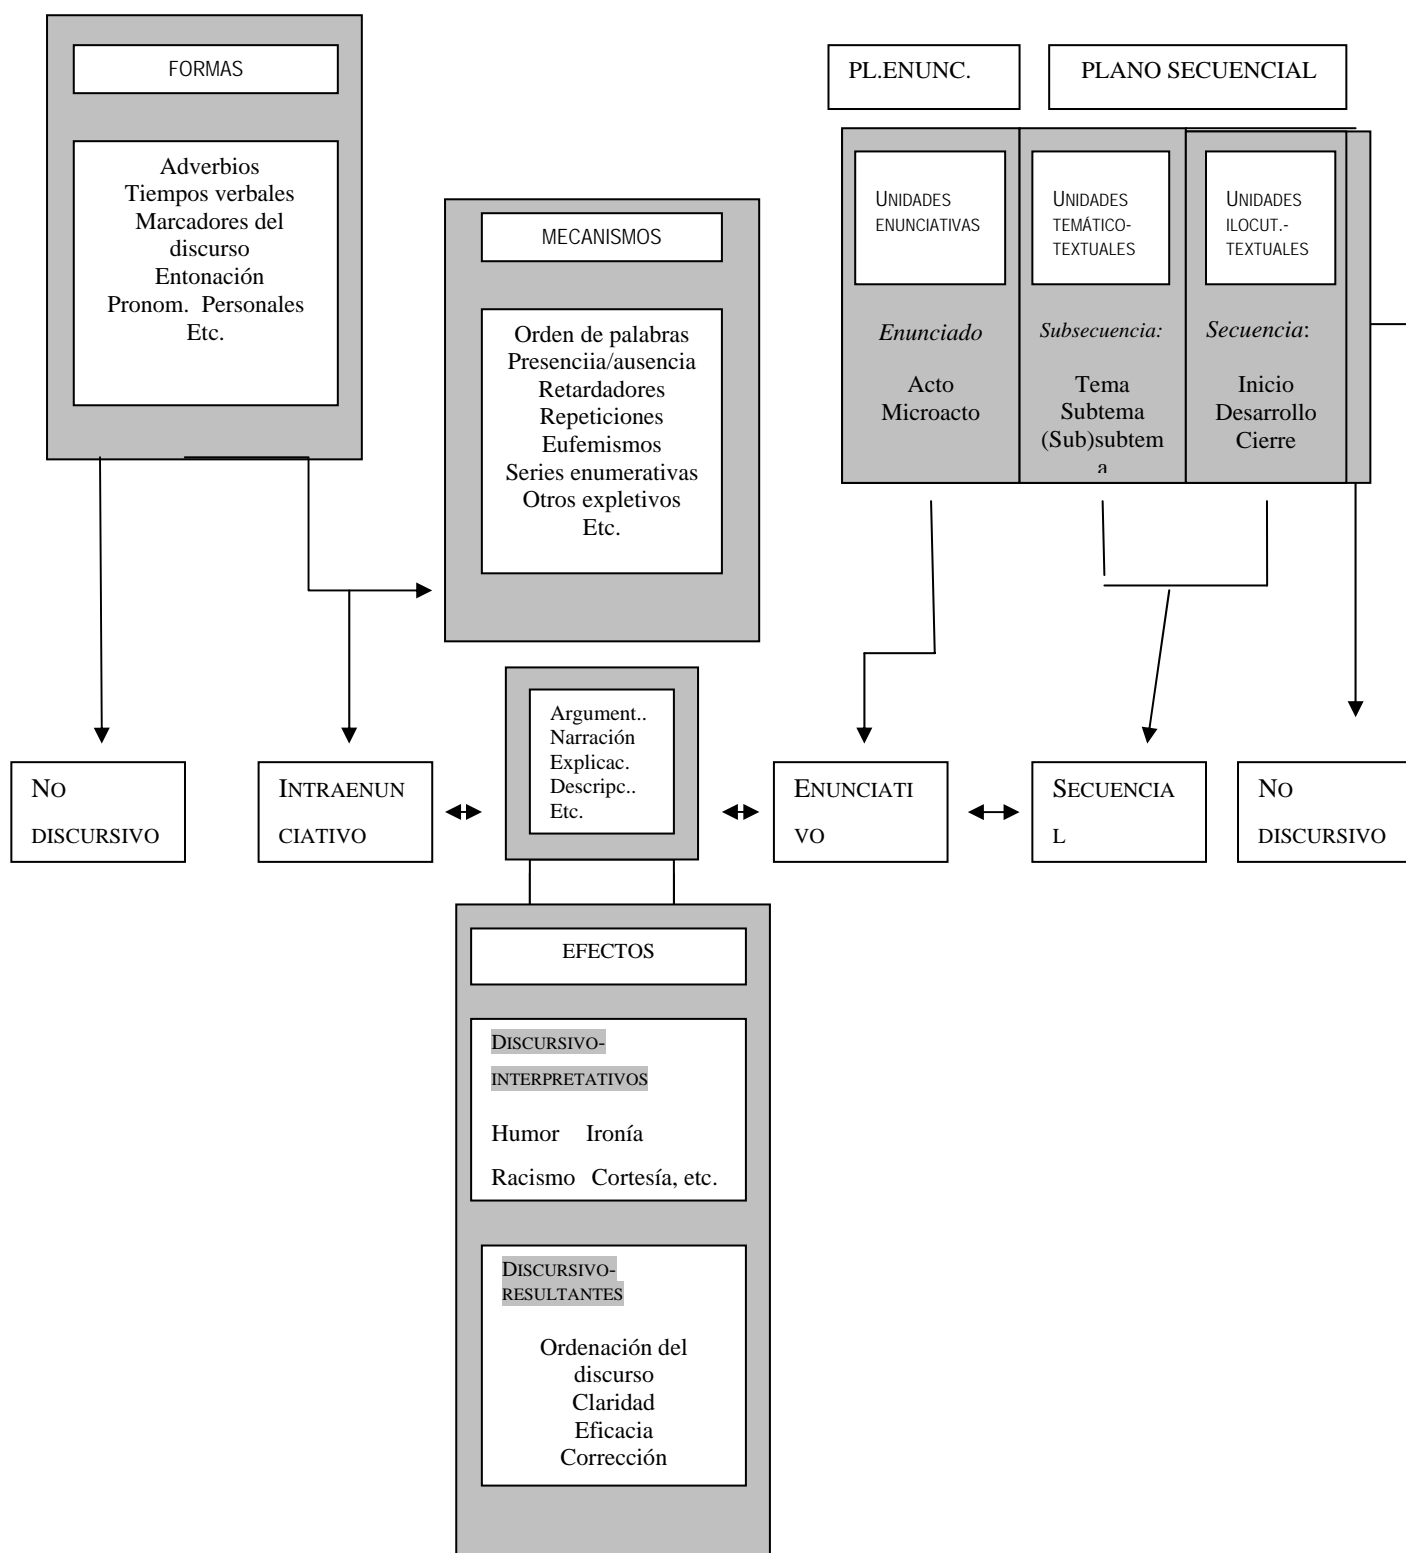 FORMAS
Adverbios
Tiempos verbales
Marcadores del
discurso
Entonación
Pronom. Personales
Etc.
MECANISMOS
Orden de palabras
Presenciia/ausencia
Retardadores
Repeticiones
Eufemismos
Series enumerativas
Otros expletivos
Etc.
PL.ENUNC.
PLANO SECUENCIAL
UNIDADES
ENUNCIATIVAS
Enunciado
Acto
Microacto
UNIDADES
TEMÁTICO-
TEXTUALES
Subsecuencia:
Tema
Subtema
(Sub)subtem
a
UNIDADES
ILOCUT.-
TEXTUALES
Secuencia:
Inicio
Desarrollo
Cierre
NO
DISCURSIVO
INTRAENUN
CIATIVO
Argument..
Narración
Explicac.
Descripc..
Etc.
ENUNCIATI
VO
SECUENCIA
L
NO
DISCURSIVO
EFECTOS
DISCURSIVO-
INTERPRETATIVOS
Humor Ironía
Racismo Cortesía, etc.
DISCURSIVO-
RESULTANTES
Ordenación del
discurso
Claridad
Eficacia
Corrección